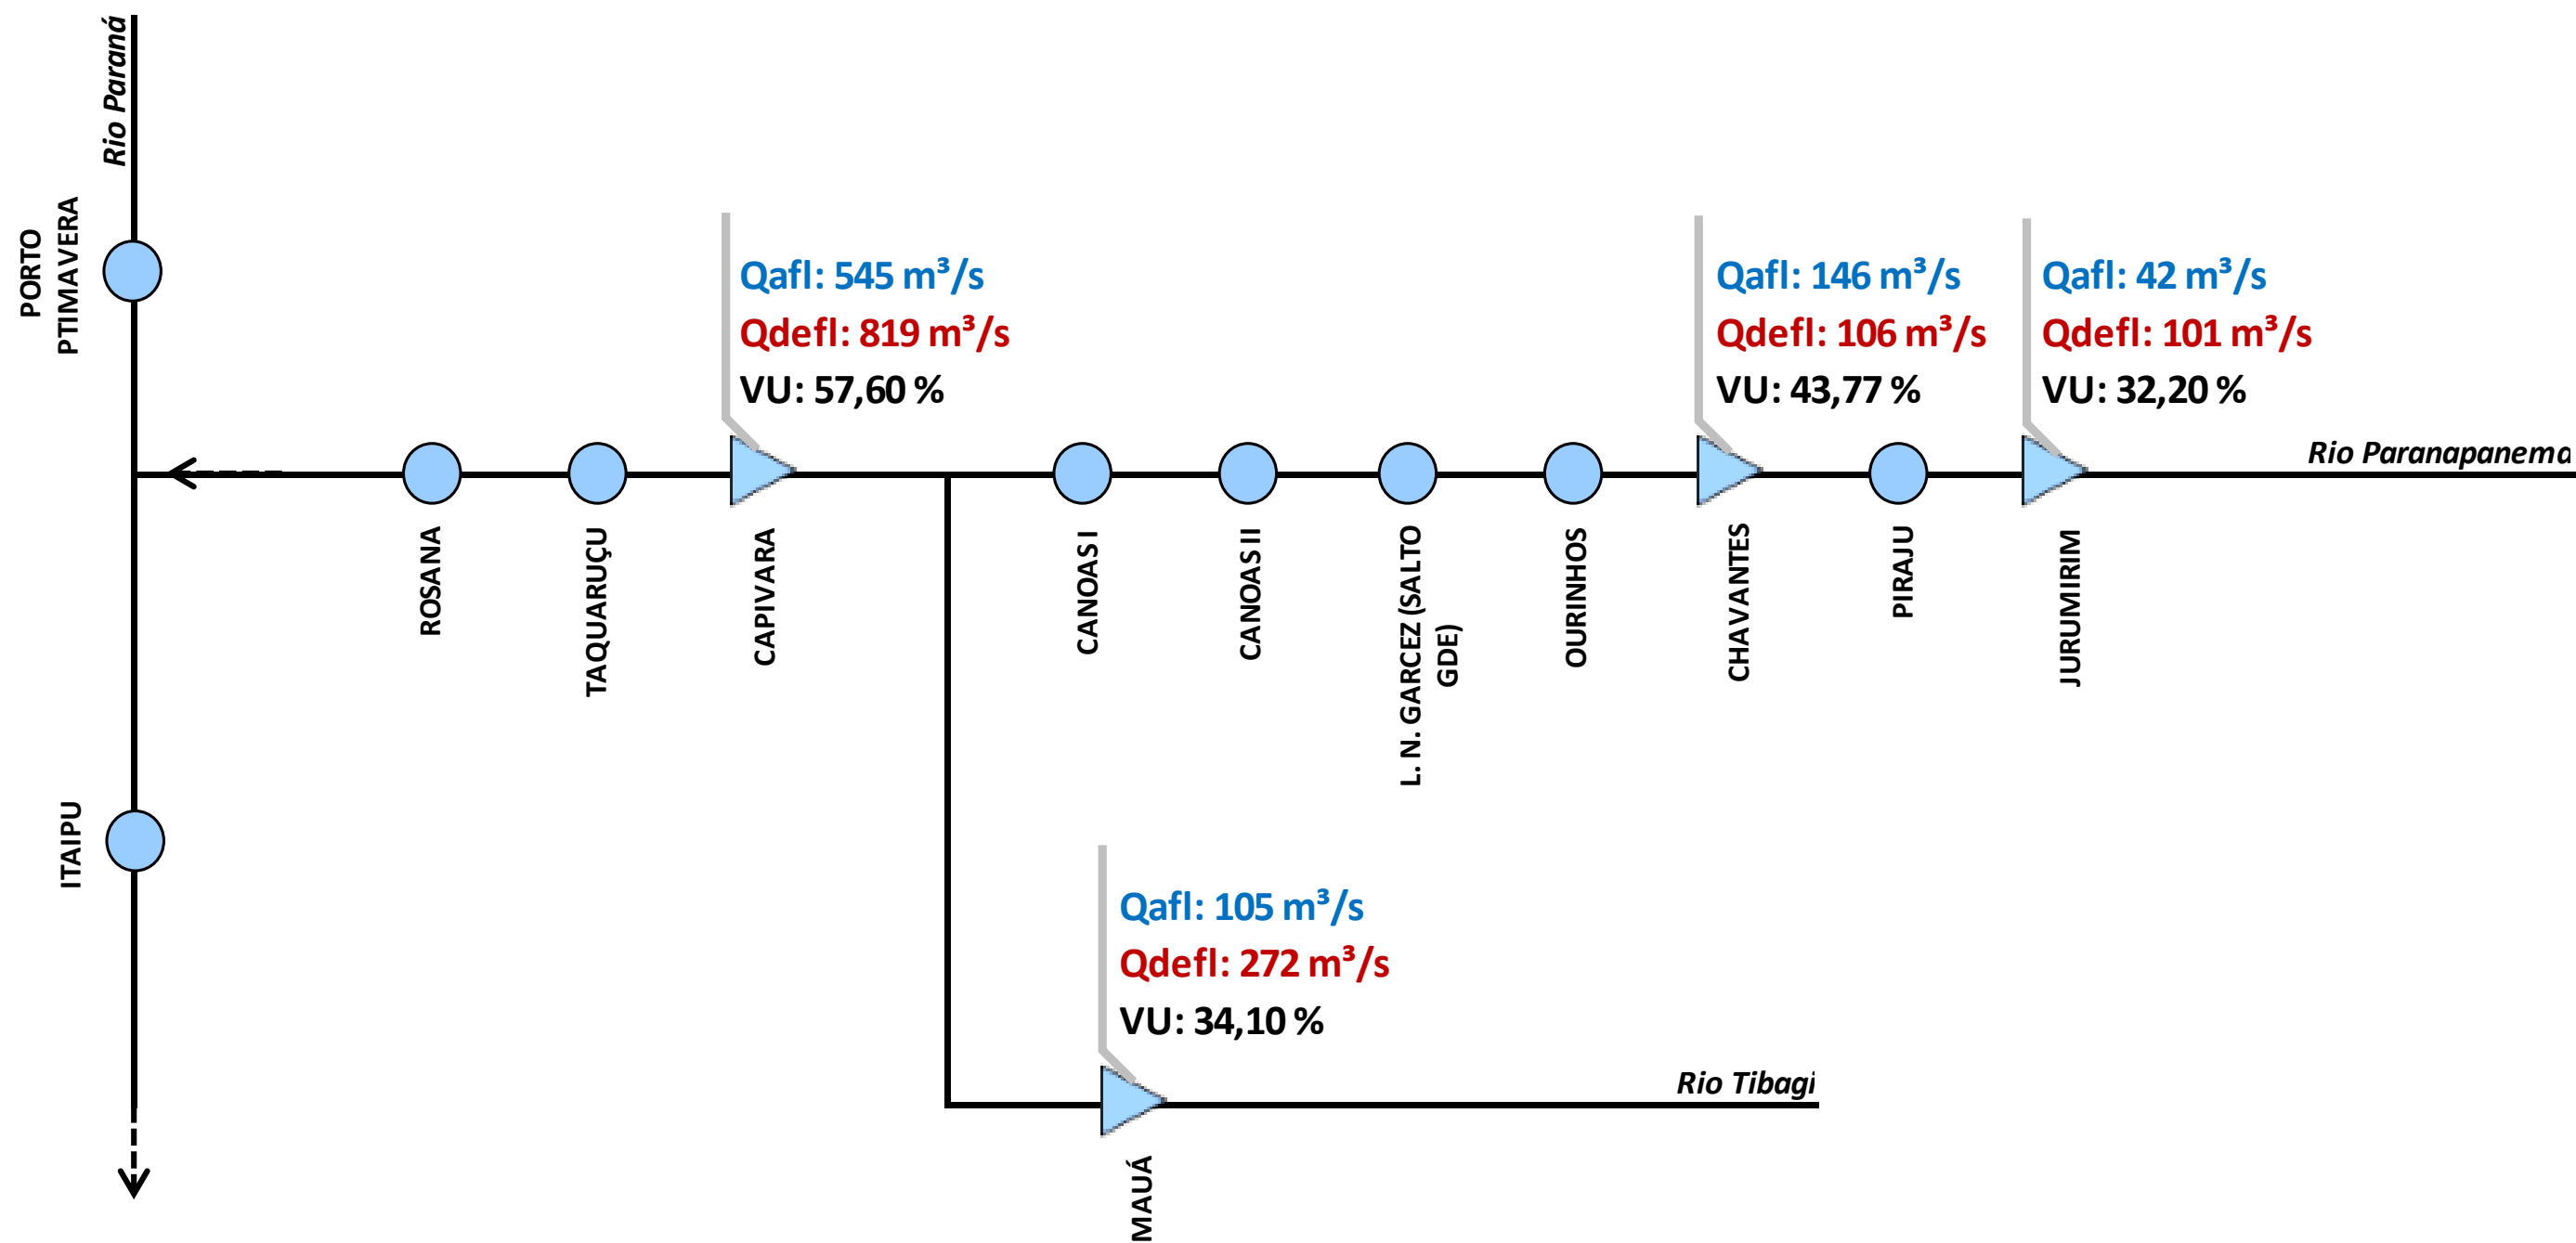 Rio Paraná
PORTO
PTIMAVERA
Qafl: 545 m³/s
Qdefl: 819 m³/s
VU: 57,60 %
Qafl: 146 m³/s
Qdefl: 106 m³/s
VU: 43,77 %
Qafl: 42 m³/s
Qdefl: 101 m³/s
VU: 32,20 %
Rio Paranapanema
ROSANA
TAQUARUÇU
CAPIVARA
CANOAS I
CANOAS II
L. N. GARCEZ (SALTO
GDE)
OURINHOS
CHAVANTES
PIRAJU
JURUMIRIM
ITAIPU
Qafl: 105 m³/s
Qdefl: 272 m³/s
VU: 34,10 %
Rio Tibagi
MAUÁ